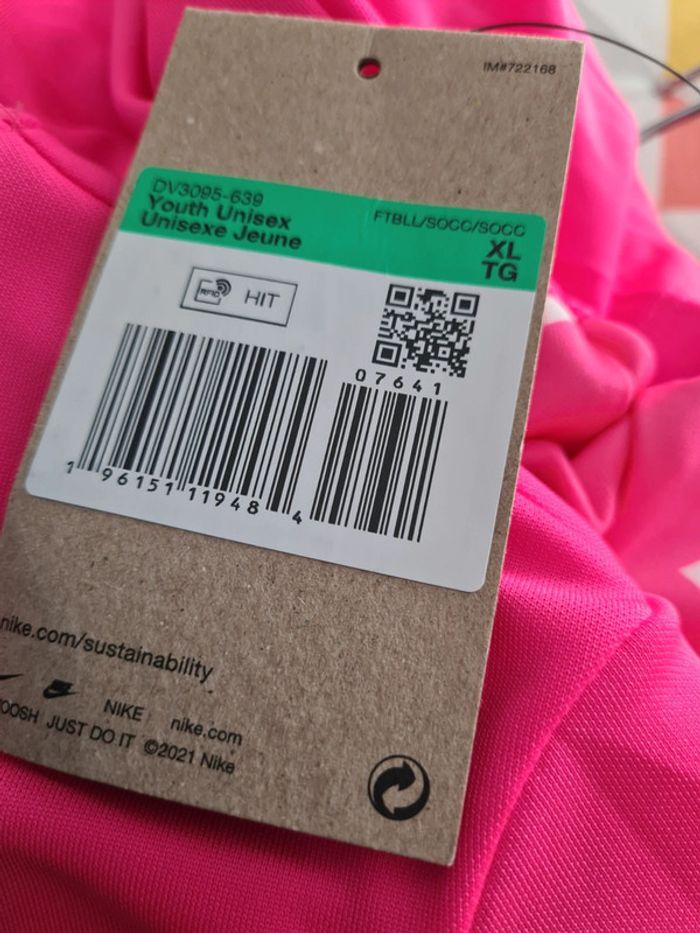 IM#722168
DV3095-639
Youth Unisex
Unisexe Jeune
FTBLL/SOCC/SOCC
XL
TG
RFID HIT
07641
1 96151 11948 4
nike.com/sustainability
NIKE nike.com
JUST DO IT ©2021 Nike